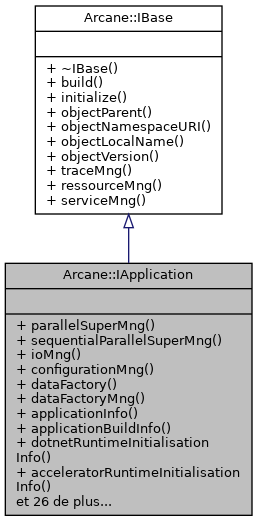 Arcane::IBase
+ ~IBase()
+ build()
+ initialize()
+ objectParent()
+ objectNamespaceURI()
+ objectLocalName()
+ objectVersion()
+ traceMng()
+ ressourceMng()
+ serviceMng()
Arcane::IApplication
+ parallelSuperMng()
+ sequentialParallelSuperMng()
+ ioMng()
+ configurationMng()
+ dataFactory()
+ dataFactoryMng()
+ applicationInfo()
+ applicationBuildInfo()
+ dotnetRuntimeInitialisation
Info()
+ acceleratorRuntimeInitialisation
Info()
et 26 de plus...